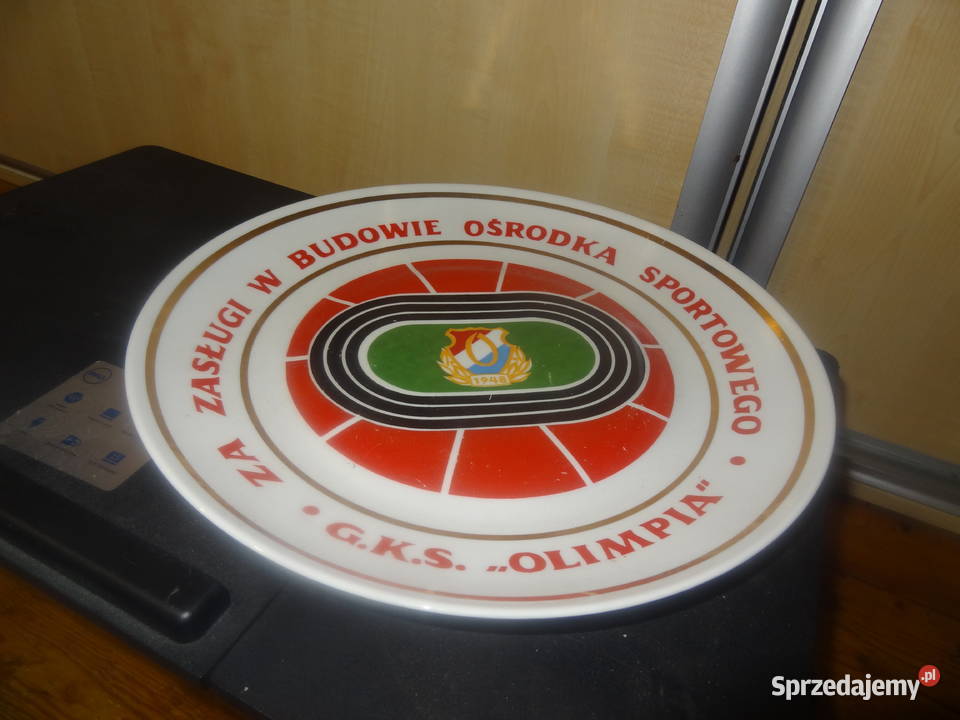 ZA ZASŁUGI W BUDOWIE OŚRODKA SPORTOWEGO
• G.K.S. „OLIMPIA" •
O
1948
Sprzedajemy.pl